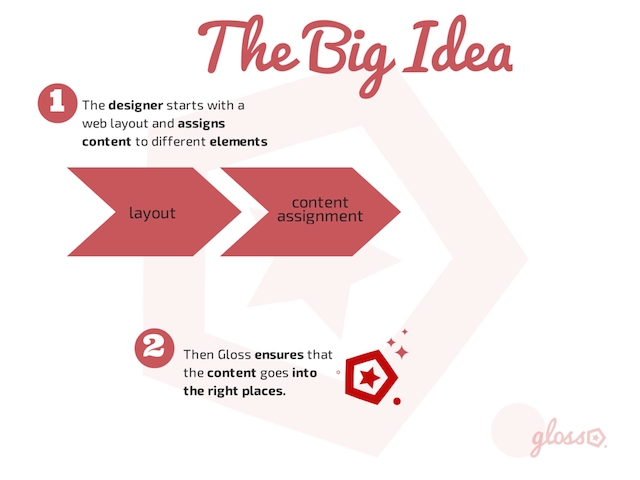 The Big Idea
1
The designer starts with a
web layout and assigns
content to different elements
layout
content
assignment
2
Then Gloss ensures that
the content goes into
the right places.
gloss